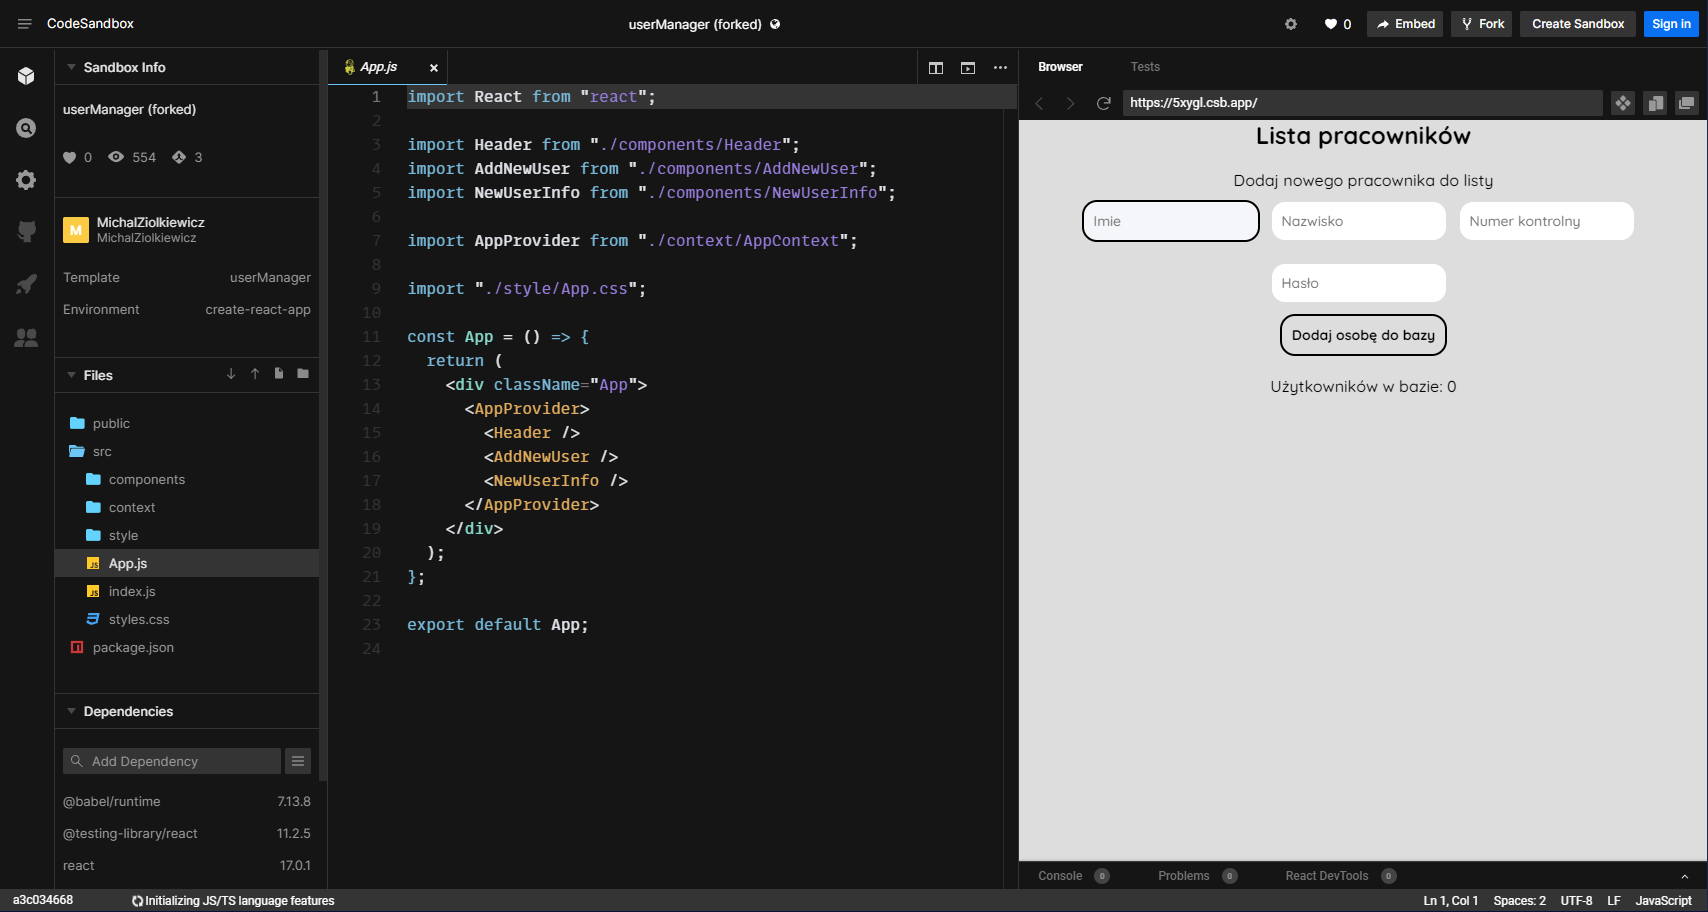 CodeSandbox
userManager (forked)
0
Embed
Fork
Create Sandbox
Sign in
Sandbox Info
userManager (forked)
0 554 3
M
MichalZiolkiewicz
MichalZiolkiewicz
Template userManager
Environment create-react-app
Files
public
src
components
context
style
App.js
index.js
styles.css
package.json
Dependencies
Add Dependency
@babel/runtime 7.13.8
@testing-library/react 11.2.5
react 17.0.1
App.js
1 import React from "react";
2
3 import Header from "./components/Header";
4 import AddNewUser from "./components/AddNewUser";
5 import NewUserInfo from "./components/NewUserInfo";
6
7 import AppProvider from "./context/AppContext";
8
9 import "./style/App.css";
10
11 const App = () => {
12 return (
13 <div className="App">
14 <AppProvider>
15 <Header />
16 <AddNewUser />
17 <NewUserInfo />
18 </AppProvider>
19 </div>
20 );
21 };
22
23 export default App;
24
Browser Tests
https://5xygl.csb.app/
Lista pracowników
Dodaj nowego pracownika do listy
Imie Nazwisko Numer kontrolny
Hasło
Dodaj osobę do bazy
Użytkowników w bazie: 0
Console 0 Problems 0 React DevTools 0
a3c034668 Initializing JS/TS language features Ln 1, Col 1 Spaces: 2 UTF-8 LF JavaScript